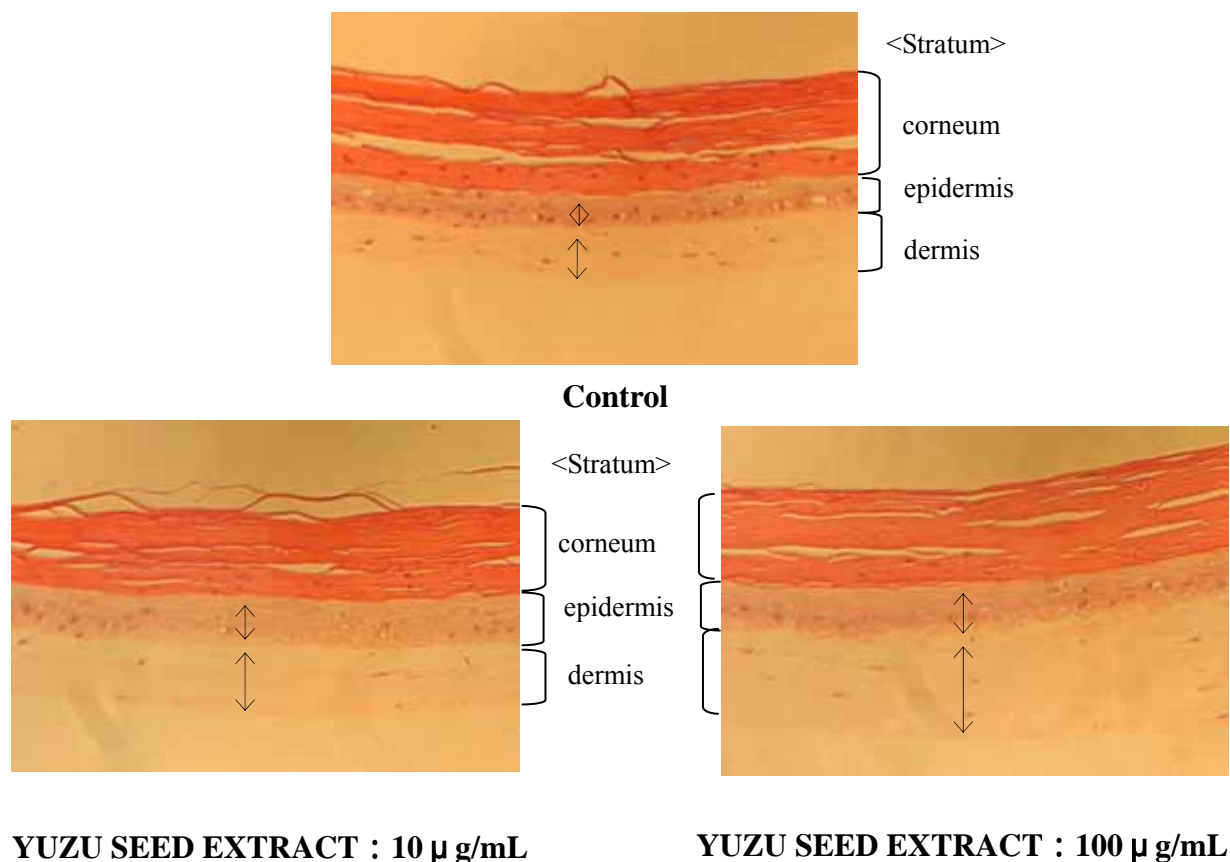 <Stratum>
corneum
epidermis
dermis
Control
<Stratum>
corneum
epidermis
dermis
YUZU SEED EXTRACT：10 μ g/mL
YUZU SEED EXTRACT：100 μ g/mL